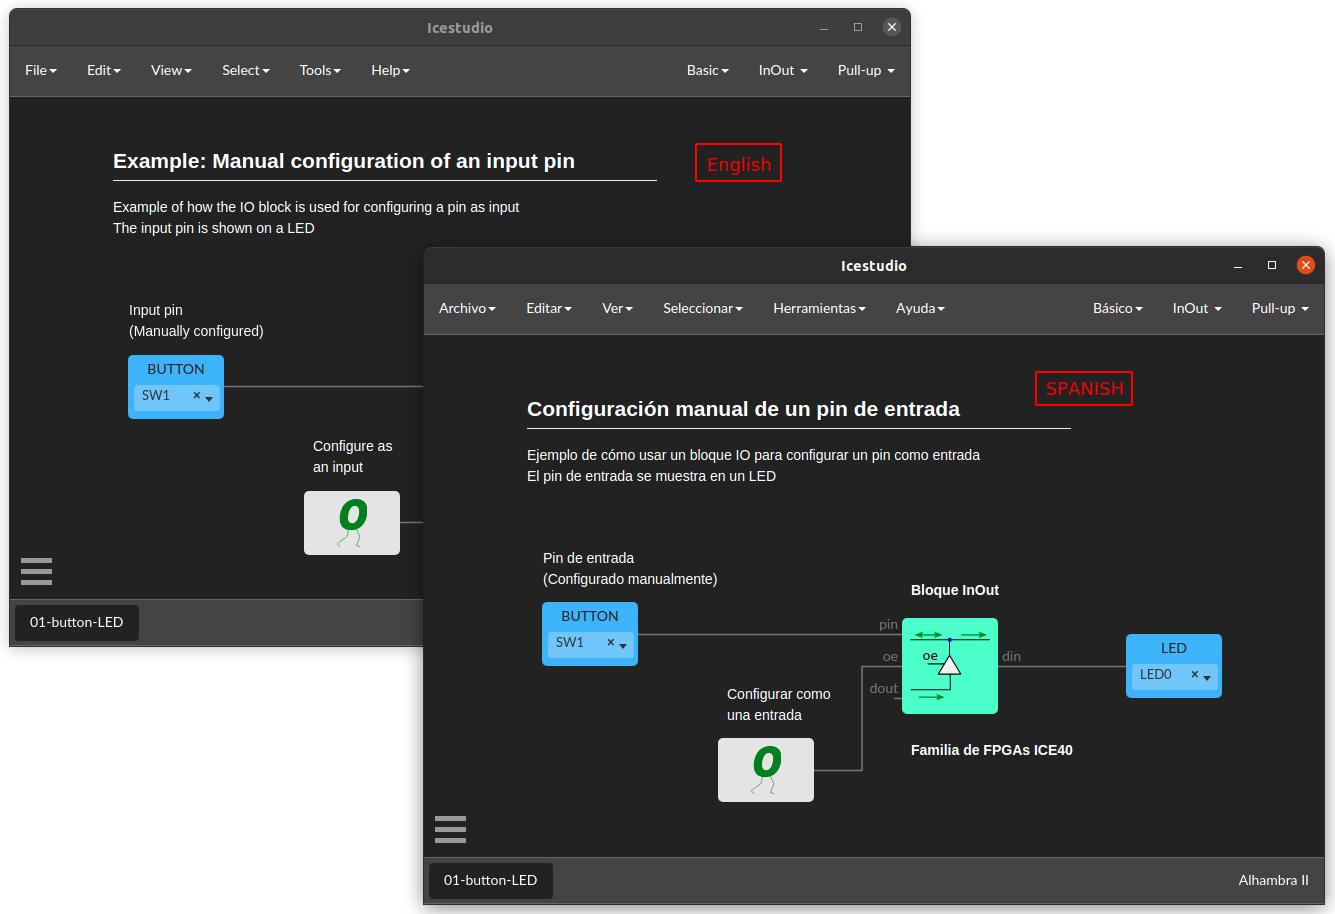 Icestudio
File Edit View Select Tools Help Basic InOut Pull-up
Example: Manual configuration of an input pin
English
Example of how the IO block is used for configuring a pin as input
The input pin is shown on a LED
Input pin
(Manually configured)
BUTTON
SW1
Configure as
an input
0
01-button-LED
Icestudio
Archivo Editar Ver Seleccionar Herramientas Ayuda Básico InOut Pull-up
SPANISH
Configuración manual de un pin de entrada
Ejemplo de cómo usar un bloque IO para configurar un pin como entrada
El pin de entrada se muestra en un LED
Pin de entrada
(Configurado manualmente)
BUTTON
SW1
Bloque InOut
pin
oe
dout
oe
din
LED
LED0
Configurar como
una entrada
0
Familia de FPGAs ICE40
01-button-LED
Alhambra II